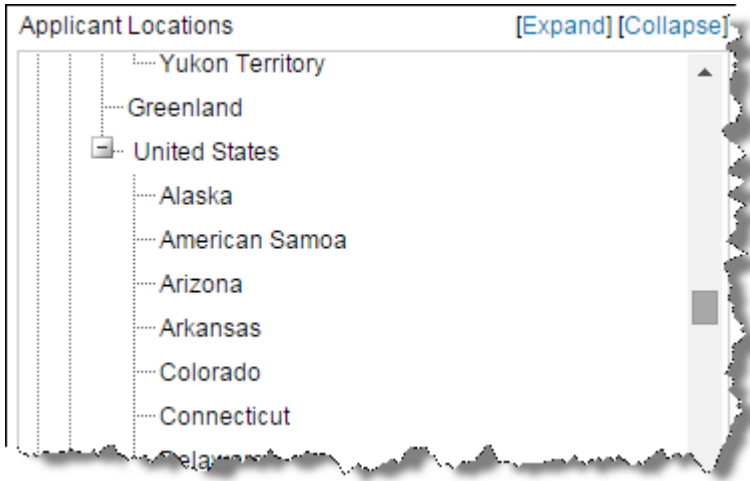 Applicant Locations [Expand] [Collapse]
Yukon Territory
Greenland
United States
Alaska
American Samoa
Arizona
Arkansas
Colorado
Connecticut